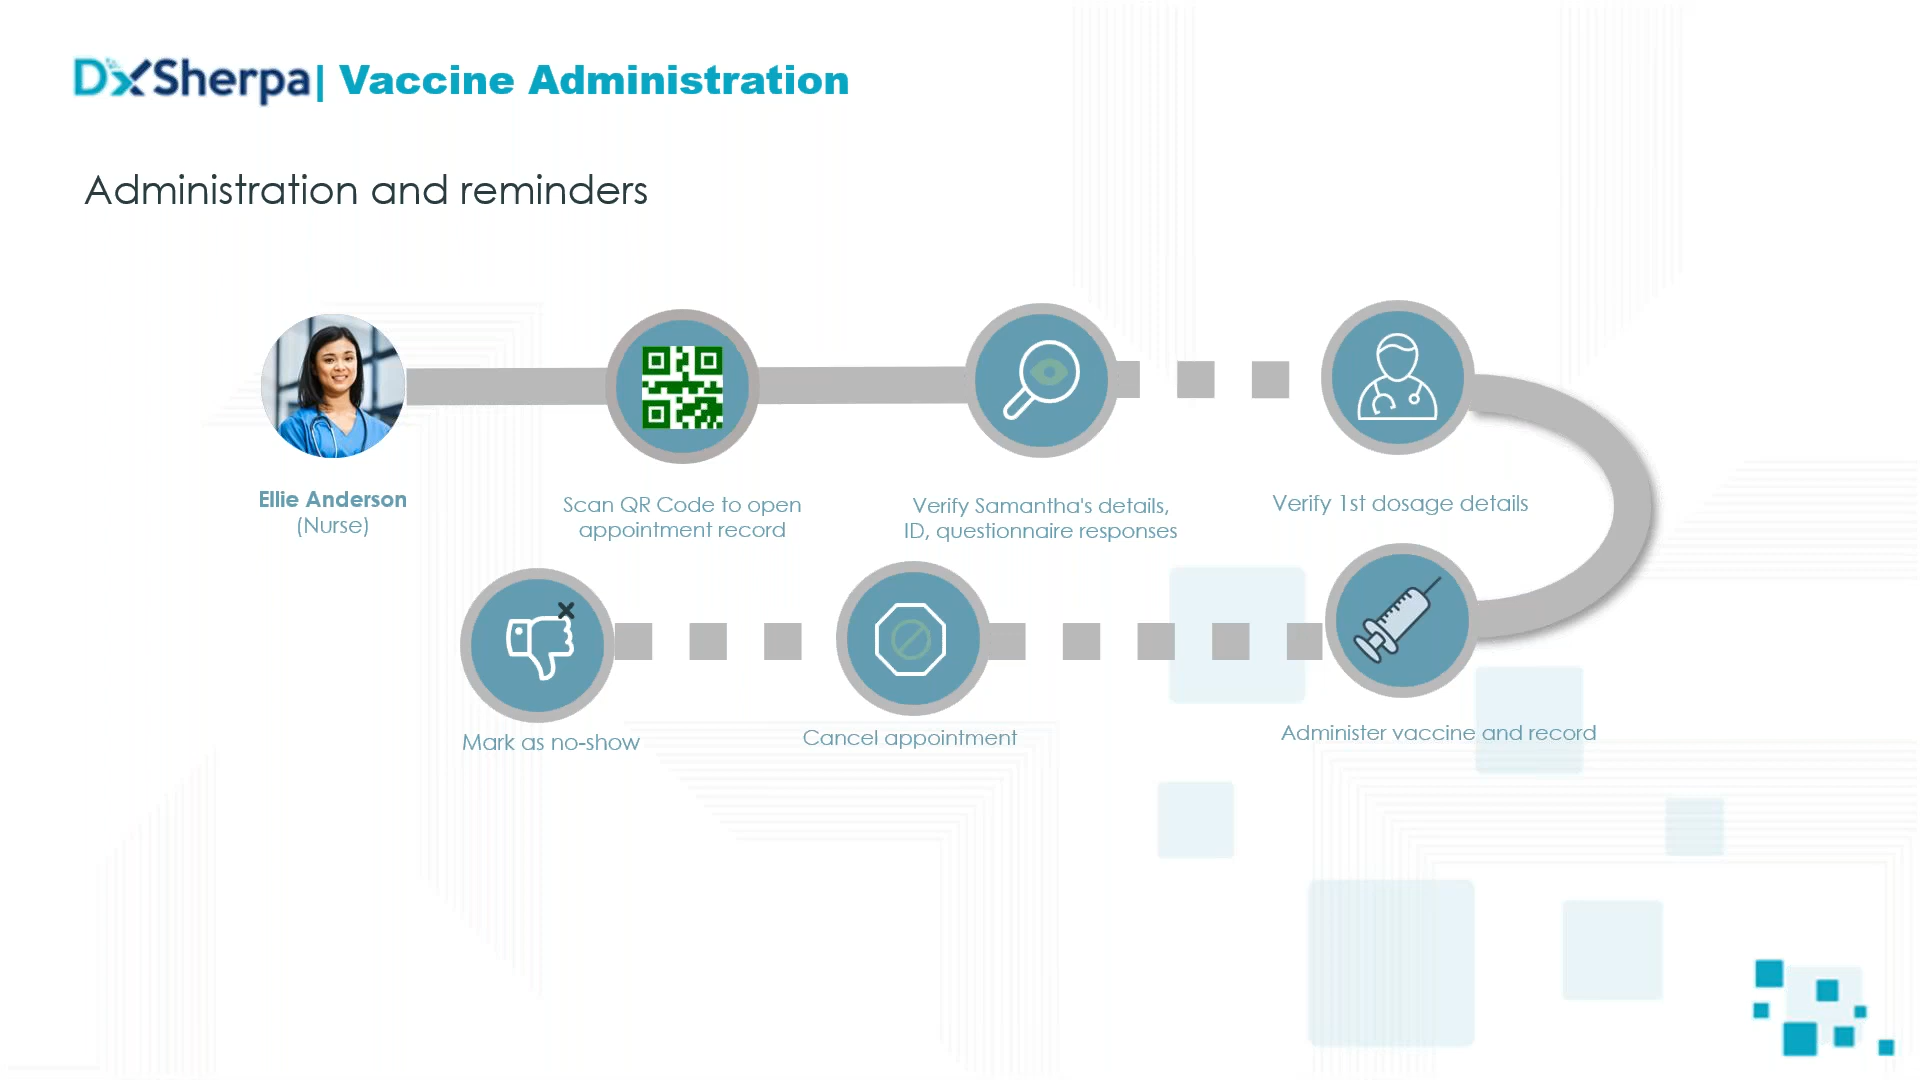 DxSherpa| Vaccine Administration
Administration and reminders
Ellie Anderson
(Nurse)
Scan QR Code to open
appointment record
Verify Samantha's details,
ID, questionnaire responses
Verify 1st dosage details
Mark as no-show
Cancel appointment
Administer vaccine and record